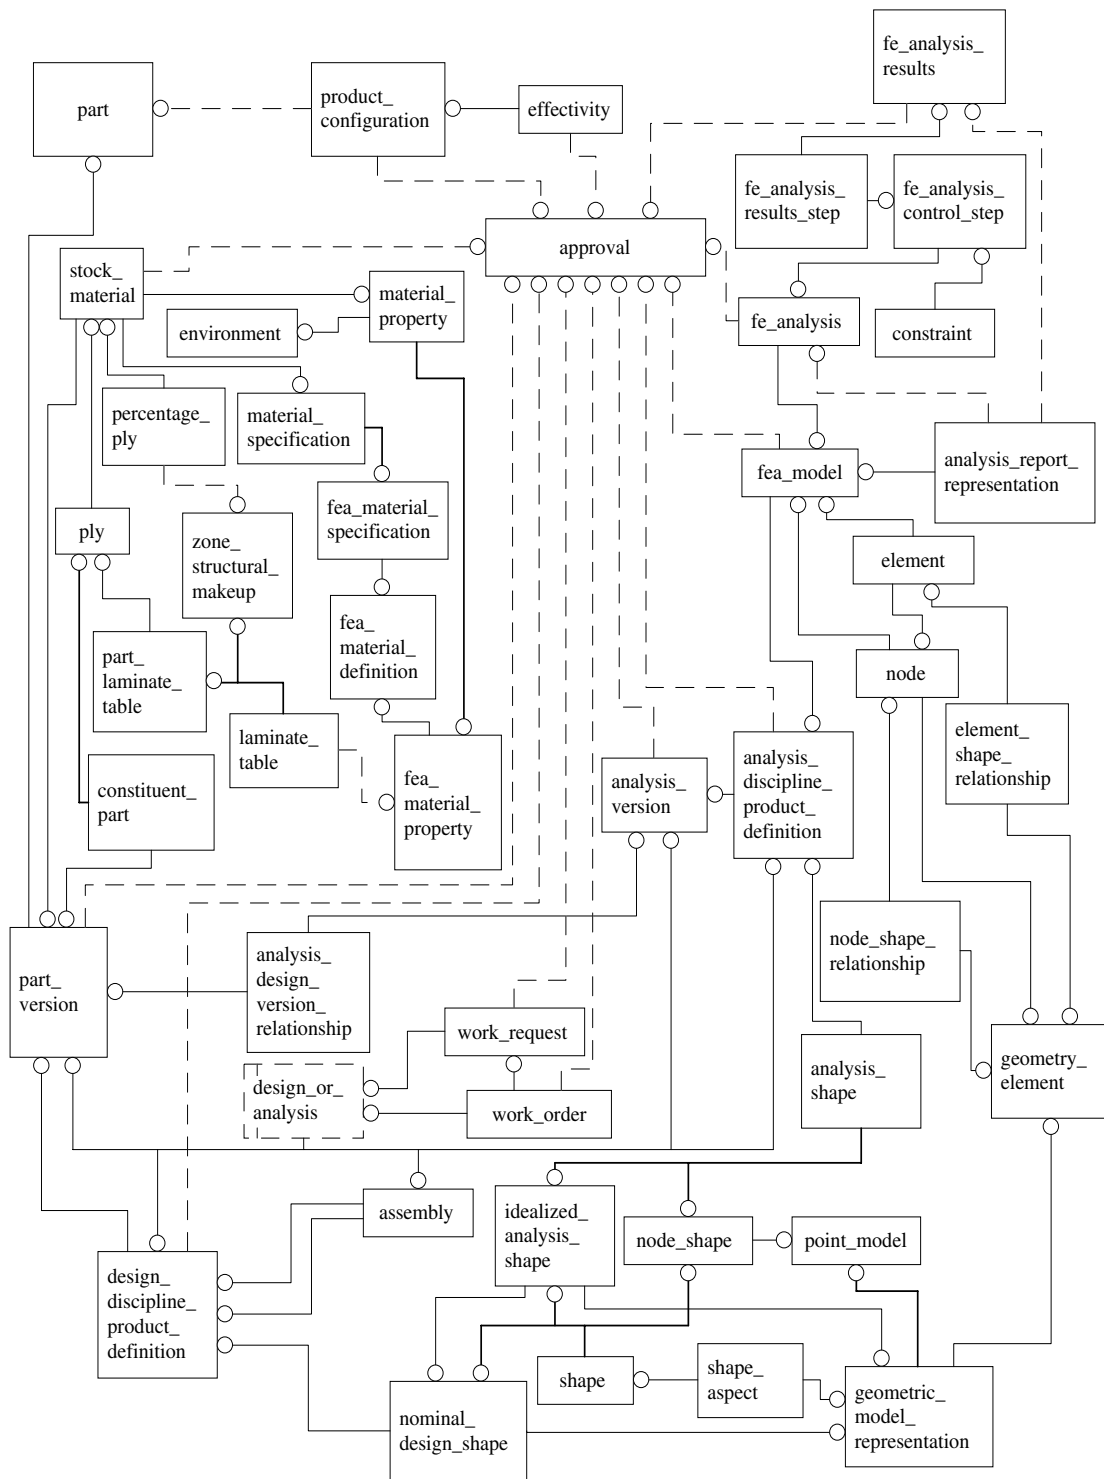 fe_analysis_
results
part
product_
configuration
effectivity
fe_analysis_
results_step
fe_analysis_
control_step
approval
stock_
material
material_
property
environment
fe_analysis
constraint
percentage_
ply
material_
specification
fea_model
analysis_report_
representation
fea_material_
specification
ply
zone_
structural_
makeup
element
fea_
material_
definition
part_
laminate_
table
node
laminate_
table
element_
shape_
relationship
constituent_
part
fea_
material_
property
analysis_
version
analysis_
discipline_
product_
definition
node_shape_
relationship
part_
version
analysis_
design_
version_
relationship
work_request
geometry_
element
analysis_
shape
design_or_
analysis
work_order
assembly
idealized_
analysis_
shape
node_shape
point_model
design_
discipline_
product_
definition
shape
shape_
aspect
geometric_
model_
representation
nominal_
design_shape